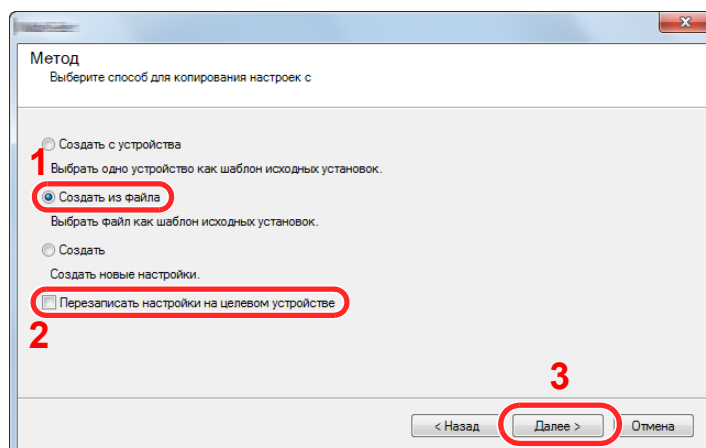 Метод
Выберите способ для копирования настроек с
Создать с устройства
1
Выбрать одно устройство как шаблон исходных установок.
Создать из файла
Выбрать файл как шаблон исходных установок.
Создать
Создать новые настройки.
Перезаписать настройки на целевом устройстве
2
3
< Назад Далее > Отмена